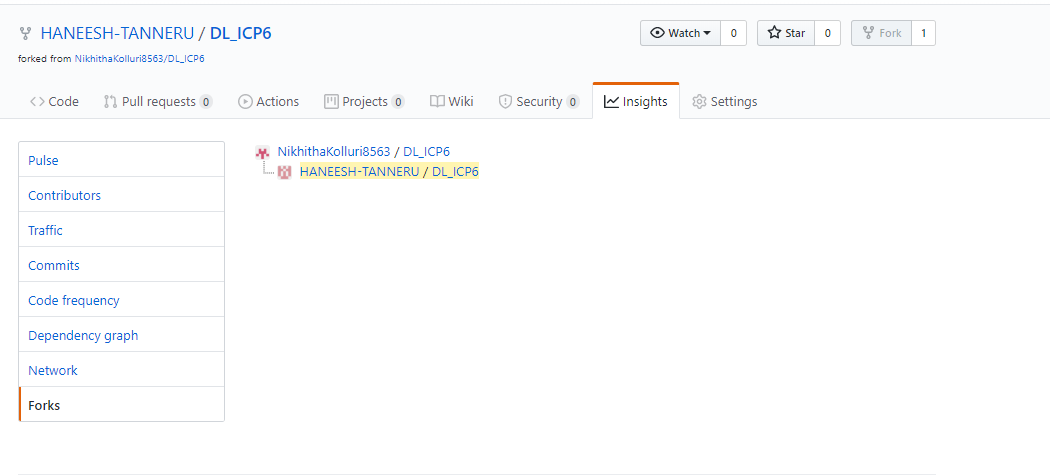 HANEESH-TANNERU / DL_ICP6
Watch 0 Star 0 Fork 1
forked from NikhithaKolluri8563/DL_ICP6
Code Pull requests 0 Actions Projects 0 Wiki Security 0 Insights Settings
Pulse
Contributors
Traffic
Commits
Code frequency
Dependency graph
Network
Forks
NikhithaKolluri8563 / DL_ICP6
HANEESH-TANNERU / DL_ICP6